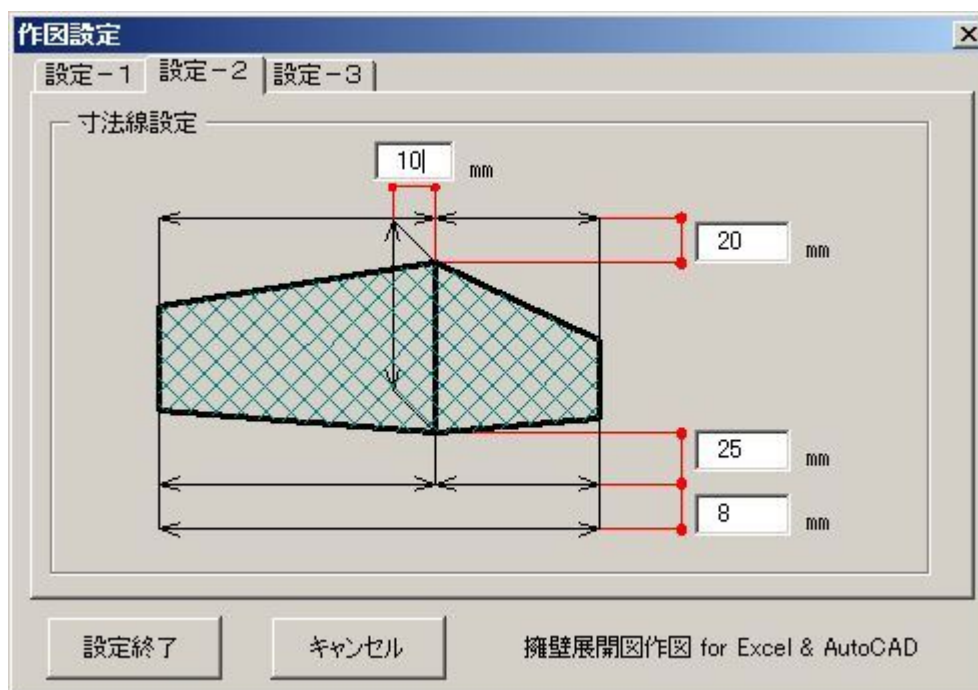 作図設定
設定-1 設定-2 設定-3
寸法線設定
10 mm
20 mm
25 mm
8 mm
設定終了 キャンセル 擁壁展開図作図 for Excel & AutoCAD